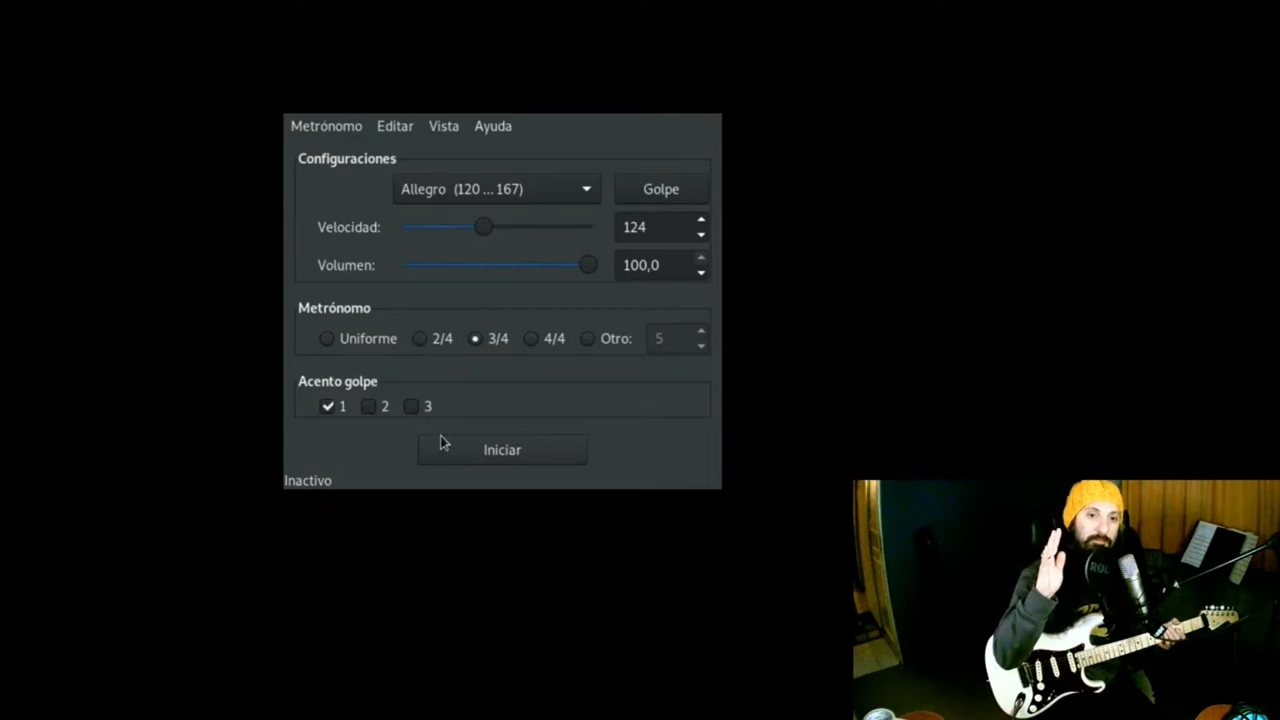 Metrónomo Editar Vista Ayuda
Configuraciones
Allegro (120 ... 167) Golpe
Velocidad: 124
Volumen: 100,0
Metrónomo
Uniforme 2/4 3/4 4/4 Otro: 5
Acento golpe
1 2 3
Iniciar
Inactivo